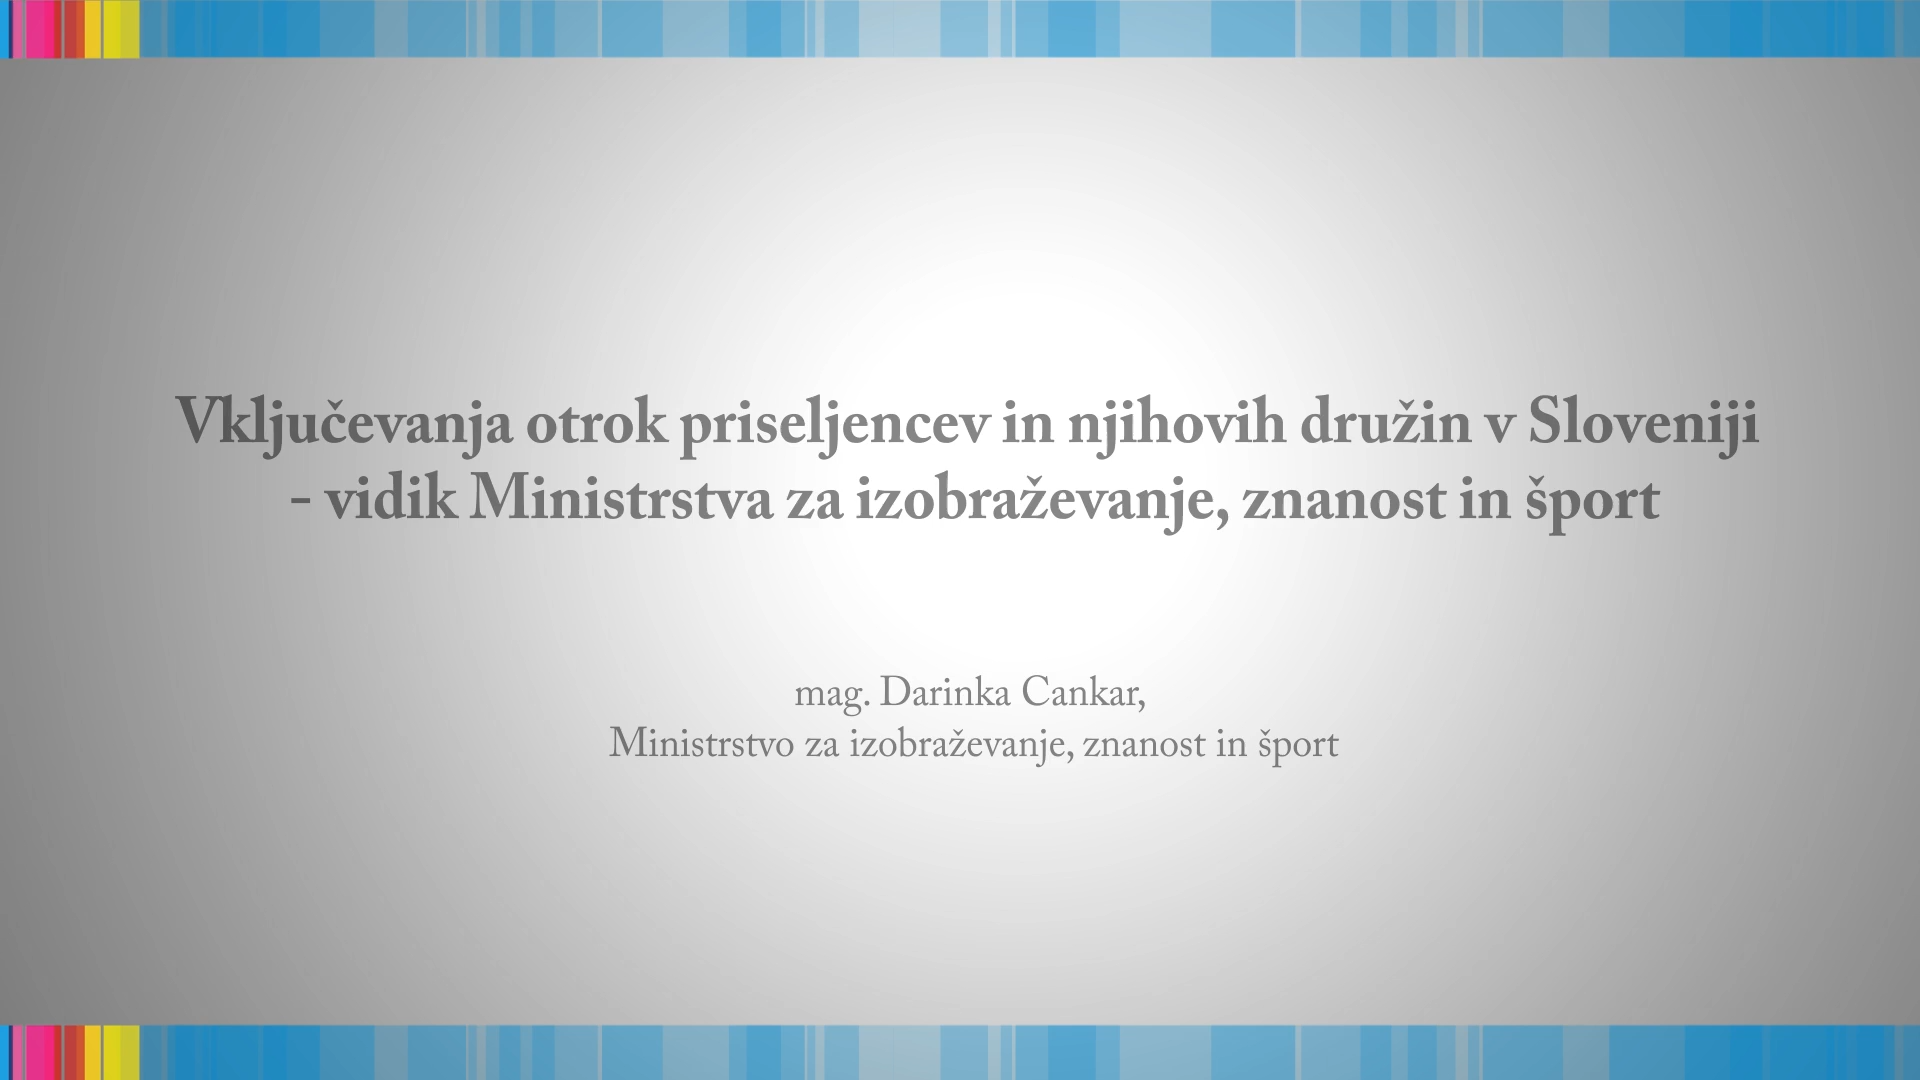 Vključevanja otrok priseljencev in njihovih družin v Sloveniji
- vidik Ministrstva za izobraževanje, znanost in šport
mag. Darinka Cankar,
Ministrstvo za izobraževanje, znanost in šport